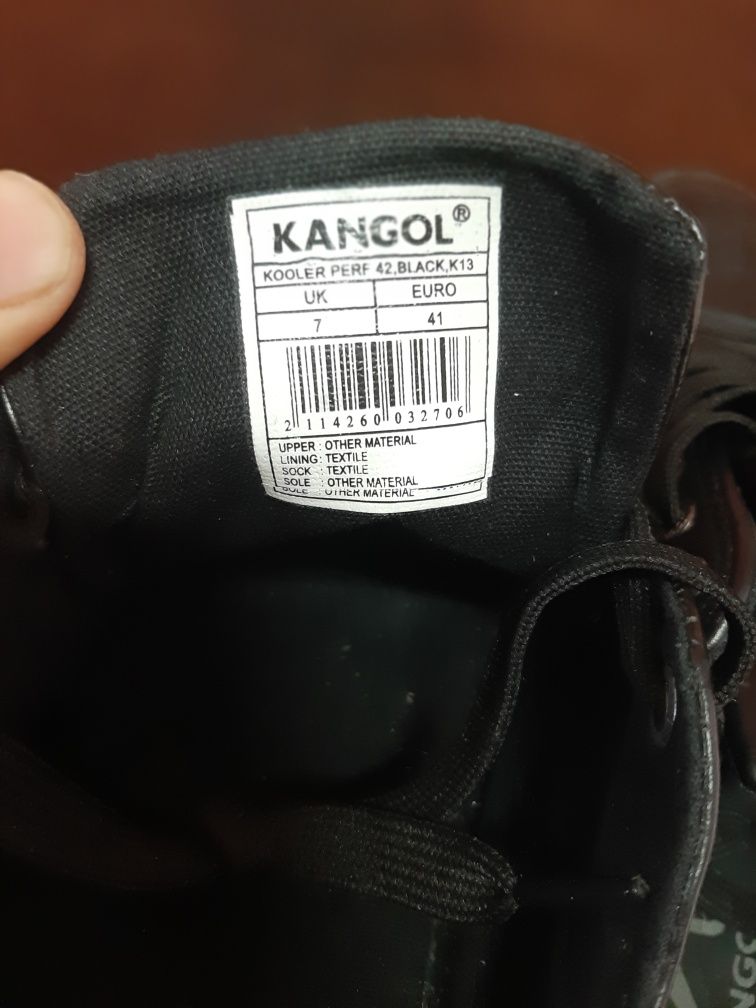 KANGOL®
KOOLER PERF 42,BLACK,K13
UK EURO
7 41
2 114260 032706
UPPER : OTHER MATERIAL
LINING : TEXTILE
SOCK : TEXTILE
SOLE : OTHER MATERIAL
SOLE : OTHER MATERIAL